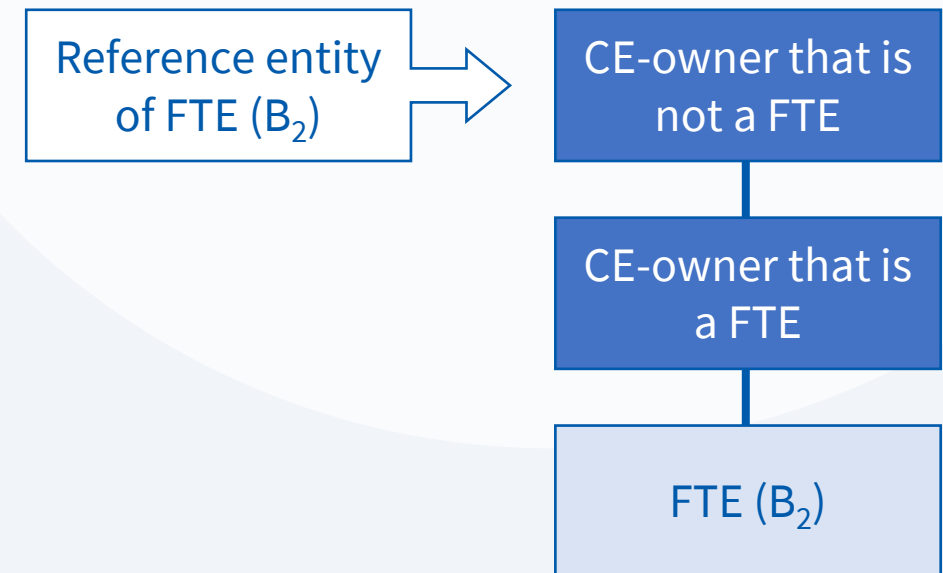 Reference entity
of FTE (B₂)
CE-owner that is
not a FTE
CE-owner that is
a FTE
FTE (B₂)